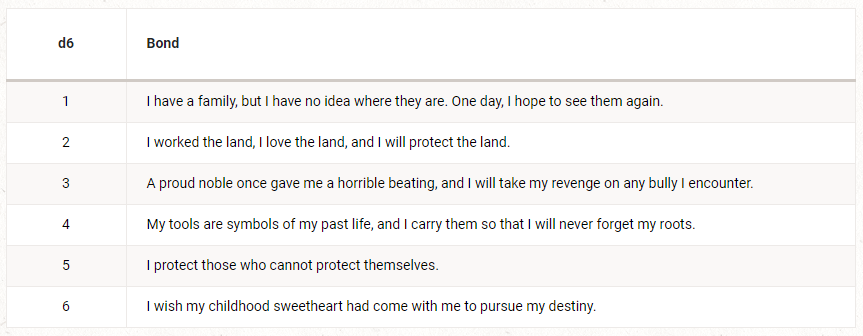 d6 Bond
1 I have a family, but I have no idea where they are. One day, I hope to see them again.
2 I worked the land, I love the land, and I will protect the land.
3 A proud noble once gave me a horrible beating, and I will take my revenge on any bully I encounter.
4 My tools are symbols of my past life, and I carry them so that I will never forget my roots.
5 I protect those who cannot protect themselves.
6 I wish my childhood sweetheart had come with me to pursue my destiny.